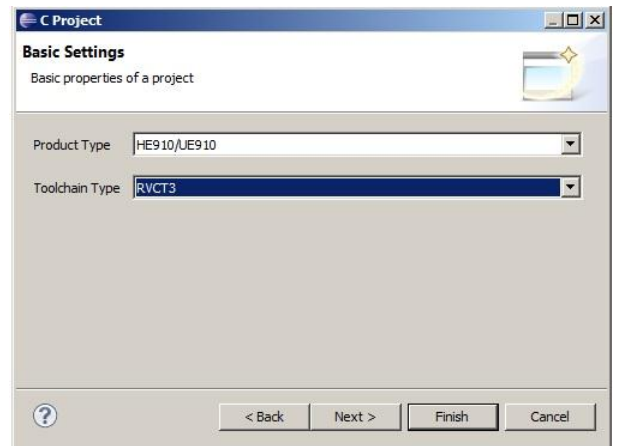 C Project
Basic Settings
Basic properties of a project
Product Type HE910/UE910
Toolchain Type RVCT3
? < Back Next > Finish Cancel